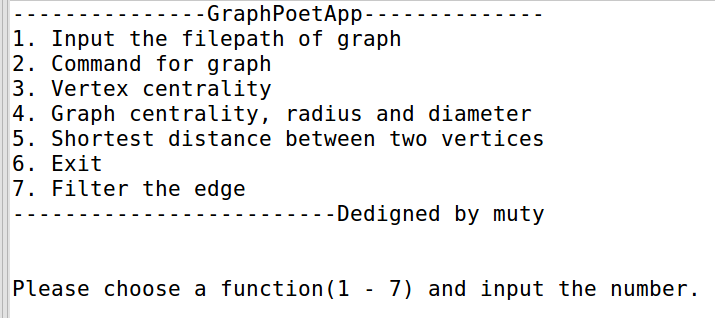 ---------------GraphPoetApp--------------
1. Input the filepath of graph
2. Command for graph
3. Vertex centrality
4. Graph centrality, radius and diameter
5. Shortest distance between two vertices
6. Exit
7. Filter the edge
-------------------------Dedigned by muty
Please choose a function(1 - 7) and input the number.